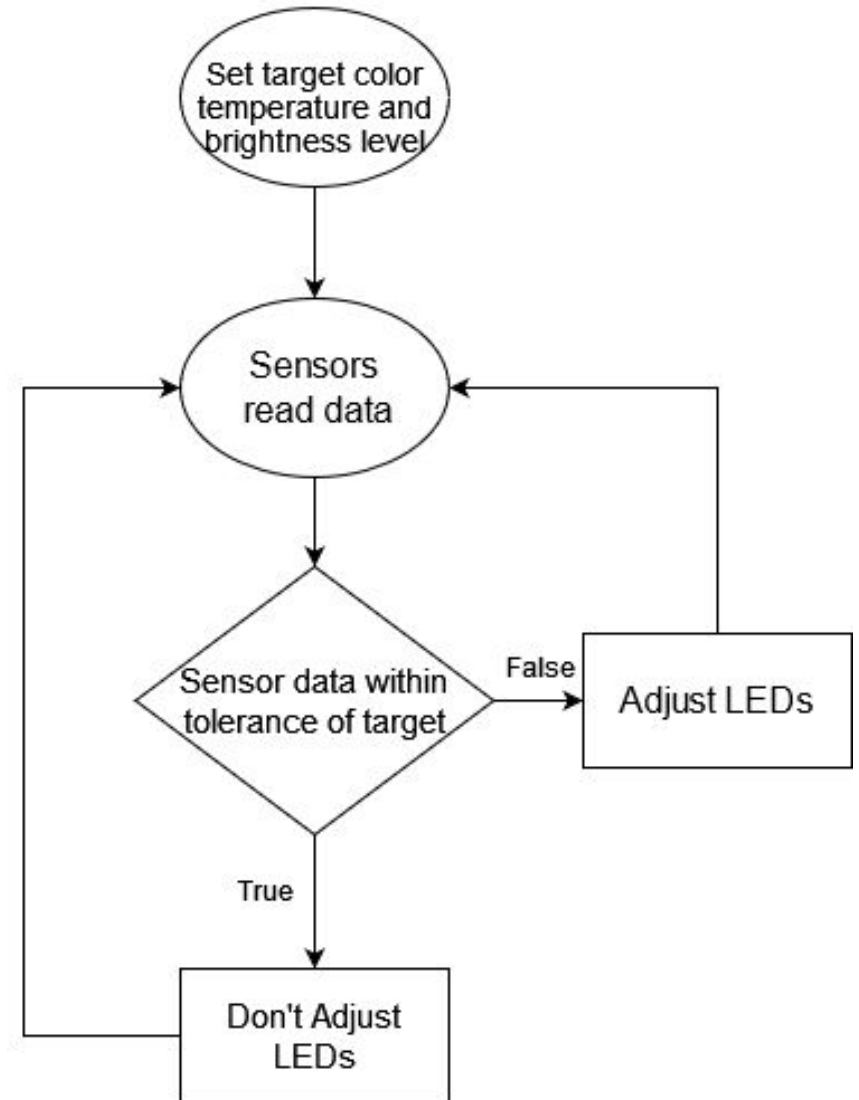 Set target color
temperature and
brightness level
Sensors
read data
Sensor data within
tolerance of target
False
Adjust LEDs
True
Don't Adjust
LEDs